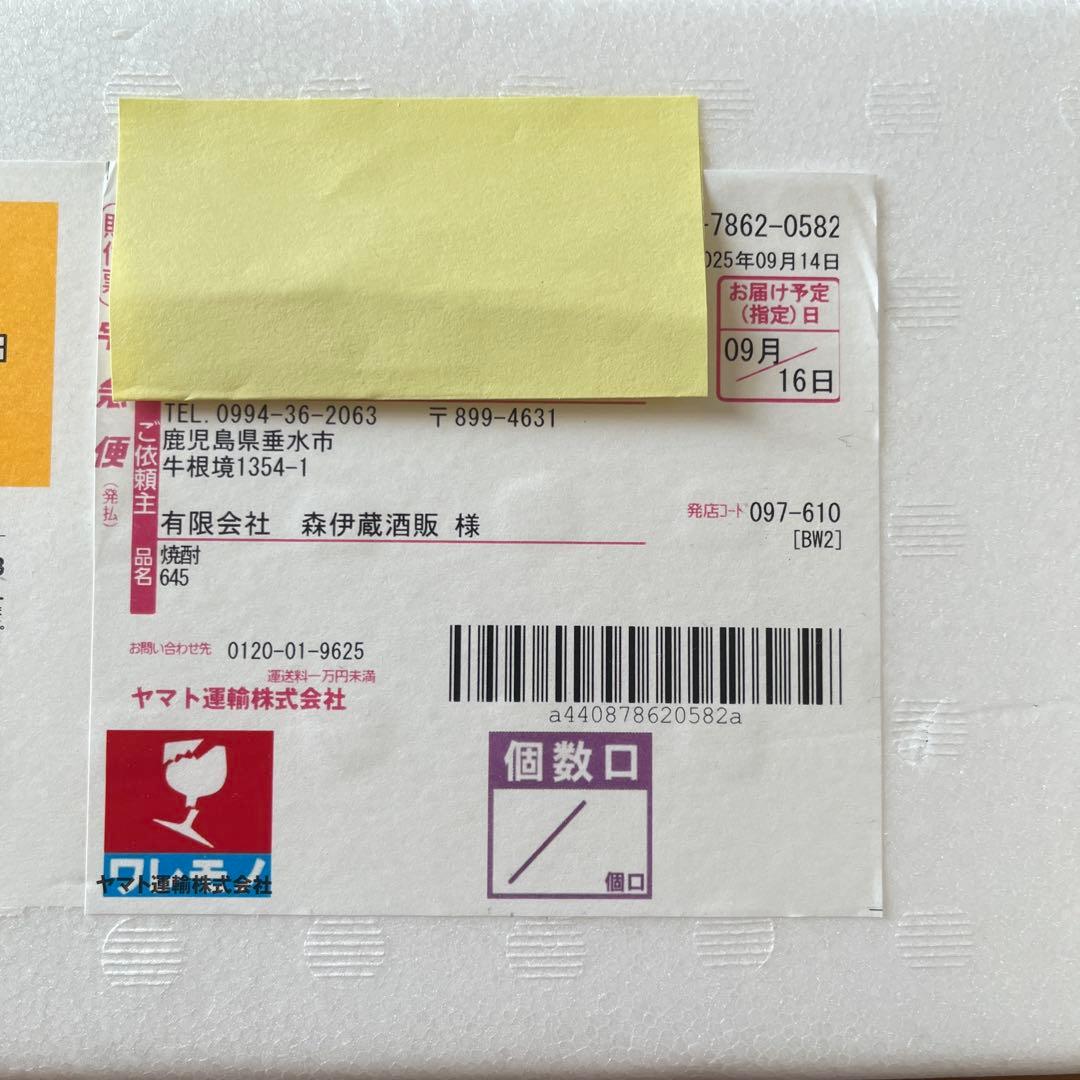 -7862-0582
025年09月14日
お届け予定
(指定)日
09月
16日
急便
(発払)
ご依頼主
TEL. 0994-36-2063 〒899-4631
鹿児島県垂水市
牛根境1354-1
有限会社 森伊蔵酒販 様
発店コード 097-610
[BW2]
品名
焼酎
645
お問い合わせ先 0120-01-9625
運送料一万円未満
ヤマト運輸株式会社
a440878620582a
ワレモノ
ヤマト運輸株式会社
個数口
個口